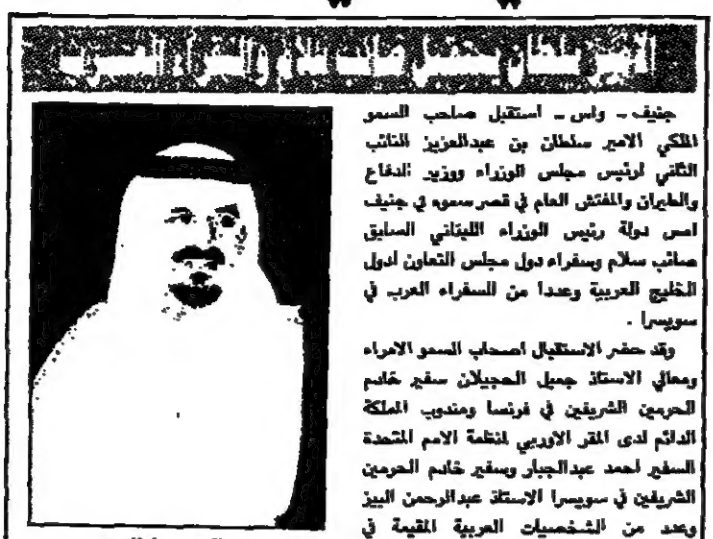 الأمير سلطان يستقبل صائب سلام والسفراء العرب
جنيف - واس - استقبل صاحب السمو
الملكي الامير سلطان بن عبدالعزيز النائب
الثاني لرئيس مجلس الوزراء ووزير الدفاع
والطيران والمفتش العام في قصر سموه في جنيف
امس دولة رئيس الوزراء اللبناني السابق
صائب سلام وسفراء دول مجلس التعاون لدول
الخليج العربية وعددا من السفراء العرب في
سويسرا .
وقد حضر الاستقبال اصحاب السمو الامراء
ومعالي الاستاذ جميل الحجيلان سفير خادم
الحرمين الشريفين في فرنسا ومندوب المملكة
الدائم لدى المقر الاوربي لمنظمة الامم المتحدة
السفير احمد عبدالجبار وسفير خادم الحرمين
الشريفين في سويسرا الاستاذ عبدالرحمن البيز
وعدد من الشخصيات العربية المقيمة في